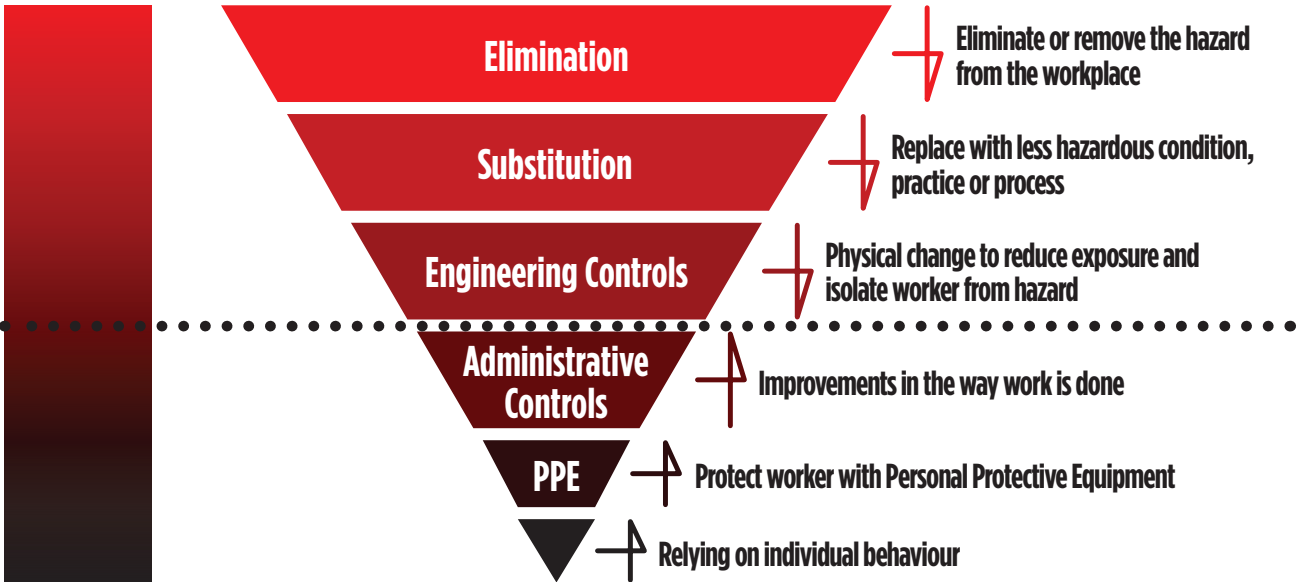 Elimination
Eliminate or remove the hazard
from the workplace
Substitution
Replace with less hazardous condition,
practice or process
Engineering Controls
Physical change to reduce exposure and
isolate worker from hazard
Administrative
Controls
Improvements in the way work is done
PPE
Protect worker with Personal Protective Equipment
Relying on individual behaviour